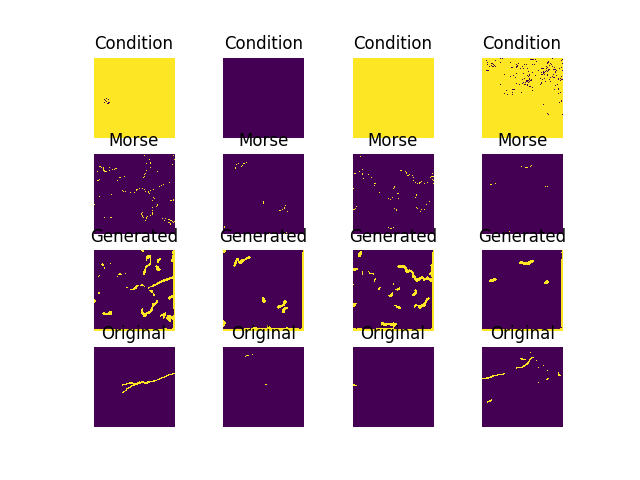 Condition Condition Condition Condition
Morse Morse Morse Morse
Generated Generated Generated Generated
Original Original Original Original